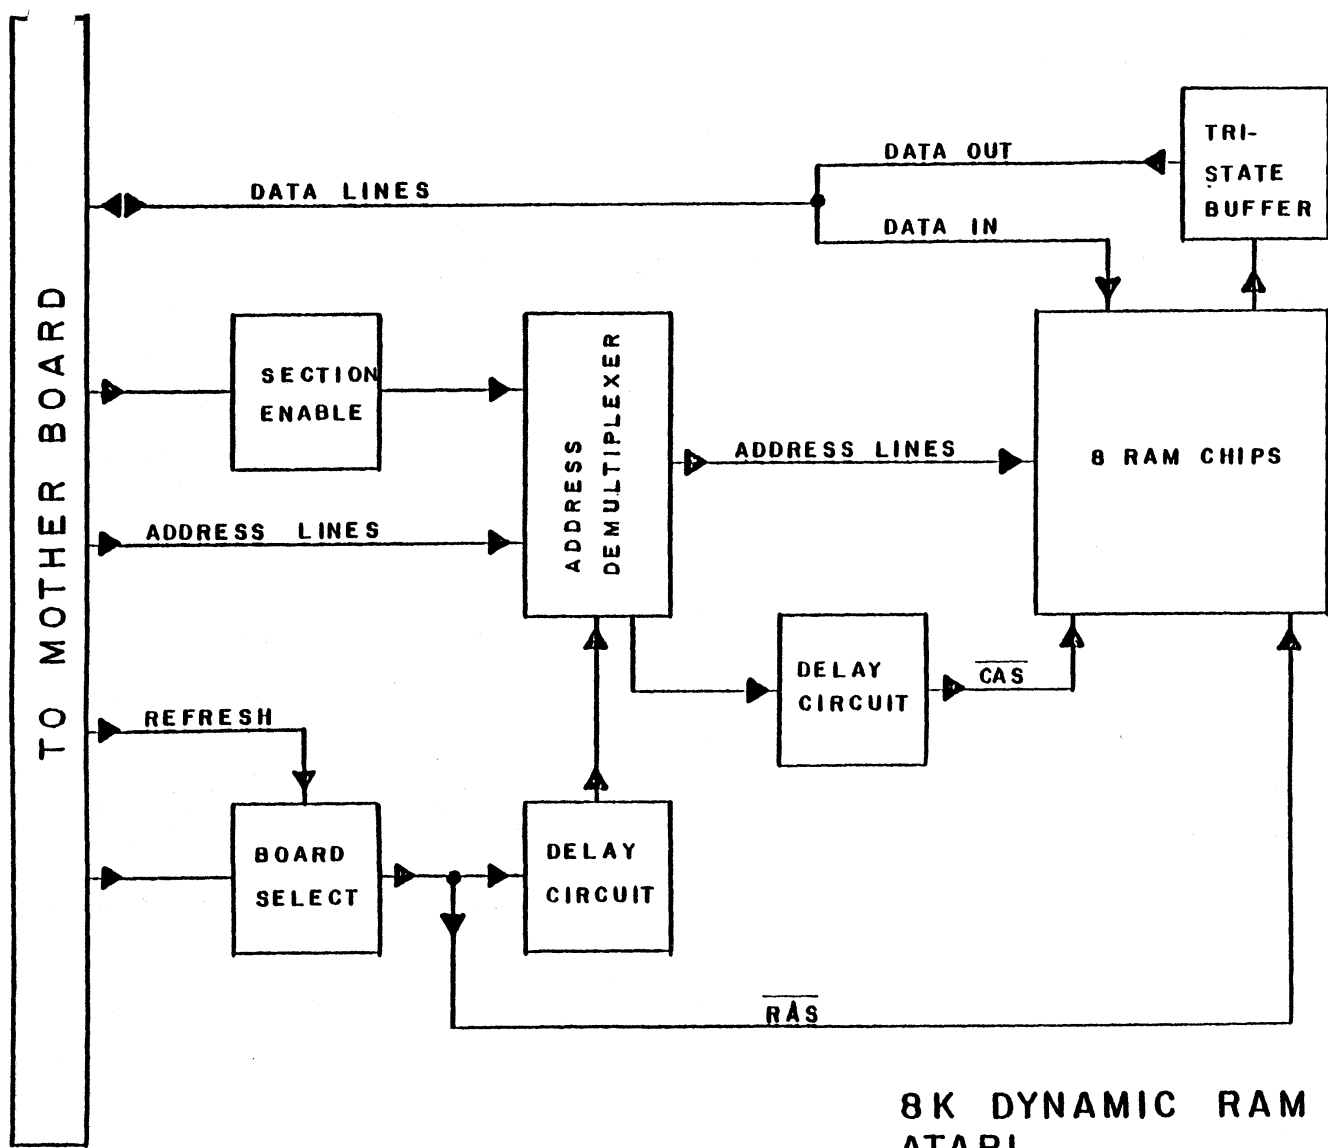 TRI-
STATE
BUFFER
DATA OUT
DATA LINES
DATA IN
TO MOTHER BOARD
SECTION
ENABLE
ADDRESS
DEMULTIPLEXER
ADDRESS LINES
8 RAM CHIPS
ADDRESS LINES
DELAY
CIRCUIT
CAS
REFRESH
BOARD
SELECT
DELAY
CIRCUIT
RAS
8K DYNAMIC RAM
ATARI